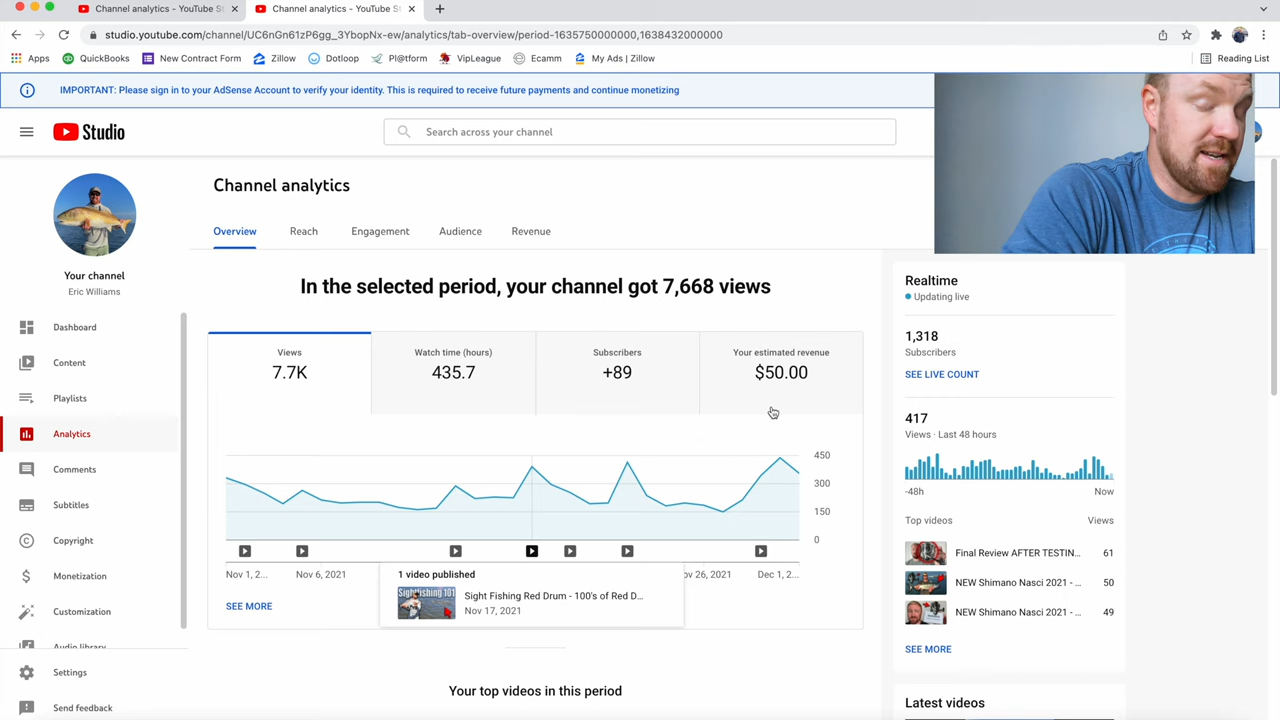 Channel analytics - YouTube St
Channel analytics - YouTube St
studio.youtube.com/channel/UC6nGn61zP6gg_3YbopNx-ew/analytics/tab-overview/period-1635750000000,1638432000000
Apps QuickBooks New Contract Form Zillow Dotloop Pl@tform VipLeague Ecamm My Ads | Zillow Reading List
IMPORTANT: Please sign in to your AdSense Account to verify your identity. This is required to receive future payments and continue monetizing
Studio
Search across your channel
Your channel
Eric Williams
Dashboard
Content
Playlists
Analytics
Comments
Subtitles
Copyright
Monetization
Customization
Audio library
Settings
Send feedback
Channel analytics
Overview Reach Engagement Audience Revenue
In the selected period, your channel got 7,668 views
Views
7.7K
Watch time (hours)
435.7
Subscribers
+89
Your estimated revenue
$50.00
450
300
150
0
Nov 1, 2... Nov 6, 2021 ov 26, 2021 Dec 1, 2...
1 video published
Sight Fishing Red Drum - 100's of Red D...
Nov 17, 2021
Sightfishing 101
SEE MORE
Your top videos in this period
Realtime
Updating live
1,318
Subscribers
SEE LIVE COUNT
417
Views · Last 48 hours
-48h Now
Top videos Views
Final Review AFTER TESTIN... 61
NEW Shimano Nasci 2021 - ... 50
NEW Shimano Nasci 2021 - ... 49
SEE MORE
Latest videos